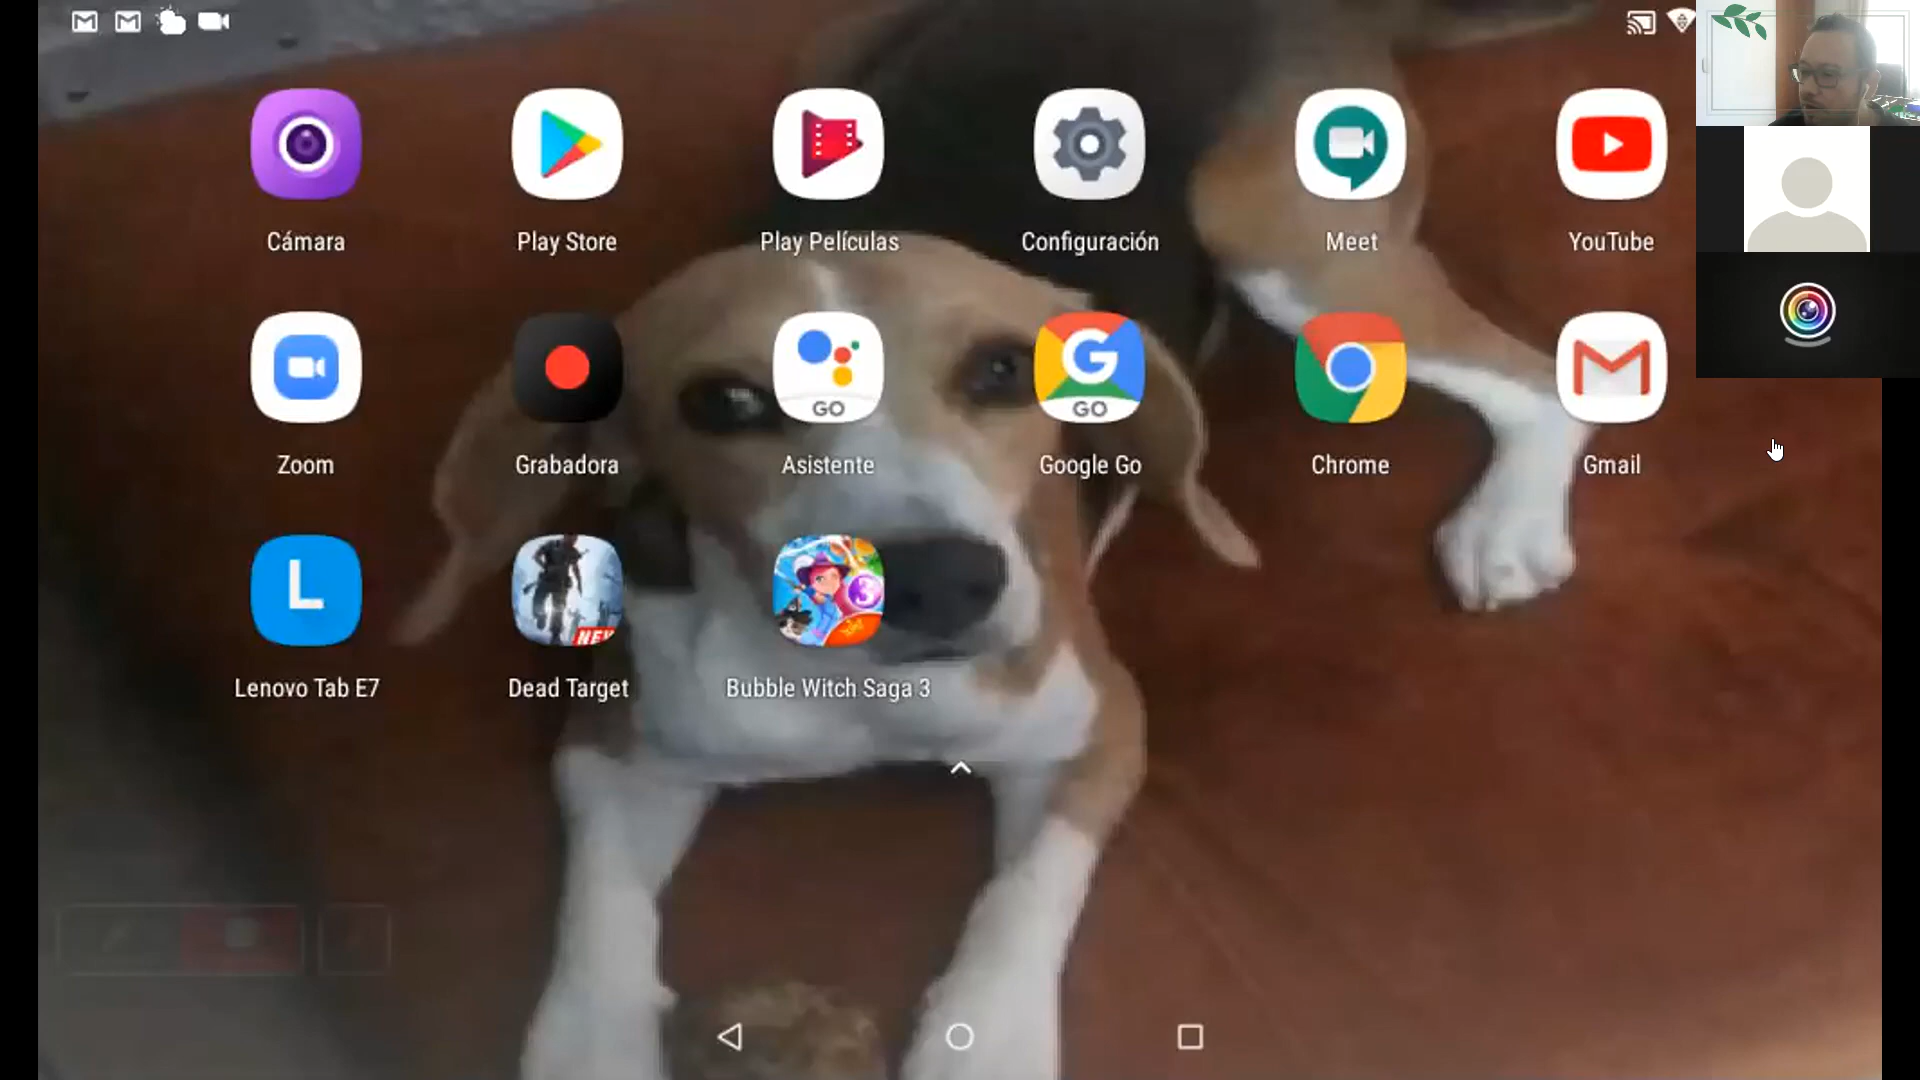 Cámara
Play Store
Play Películas
Configuración
Meet
YouTube
GO
GO
Zoom
Grabadora
Asistente
Google Go
Chrome
Gmail
L
NEW
3
Lenovo Tab E7
Dead Target
Bubble Witch Saga 3